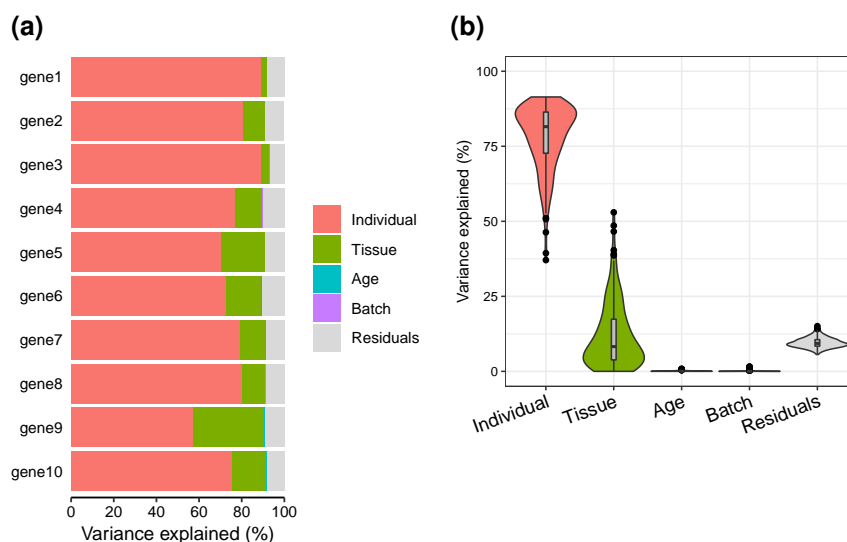 (a)
gene1
gene2
gene3
gene4
gene5
gene6
gene7
gene8
gene9
gene10
0 20 40 60 80 100
Variance explained (%)
Individual
Tissue
Age
Batch
Residuals
(b)
Variance explained (%)
100
75
50
25
0
Individual
Tissue
Age
Batch
Residuals